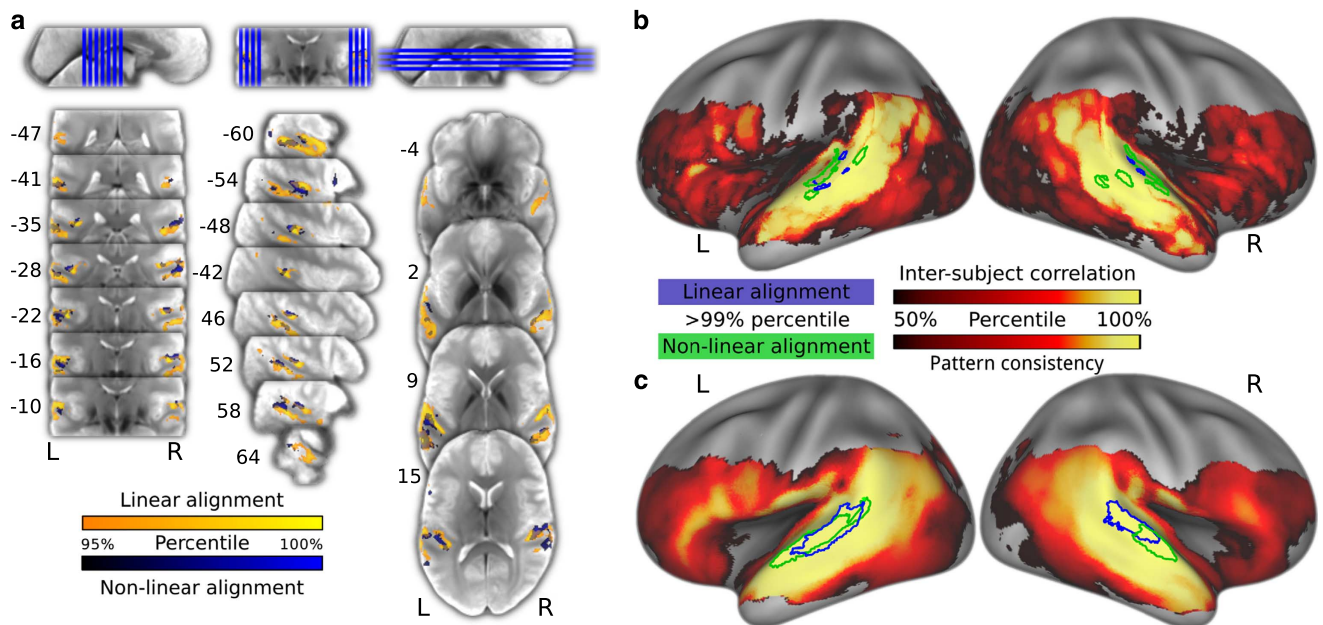 a
-47
-41
-35
-28
-22
-16
-10
L R
-60
-54
-48
-42
46
52
58
64
-4
2
9
15
L R
Linear alignment
95% Percentile 100%
Non-linear alignment
b
L R
Linear alignment
>99% percentile
Non-linear alignment
Inter-subject correlation
50% Percentile 100%
Pattern consistency
c
L R